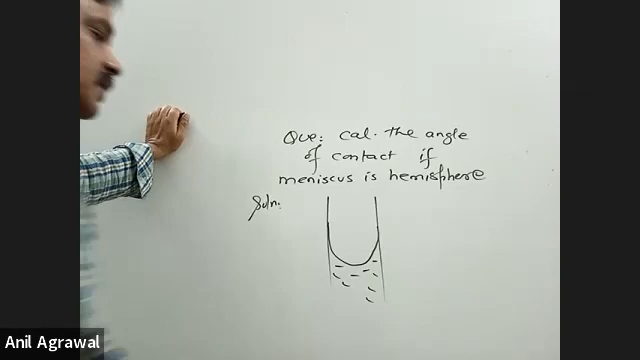 Que: Cal. the angle
of contact if
meniscus is hemisphere
Soln:
Anil Agrawal